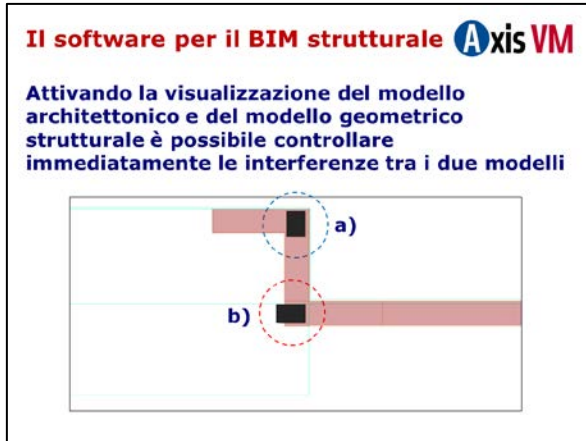 Il software per il BIM strutturale AxisVM
Attivando la visualizzazione del modello
architettonico e del modello geometrico
strutturale è possibile controllare
immediatamente le interferenze tra i due modelli
a)
b)